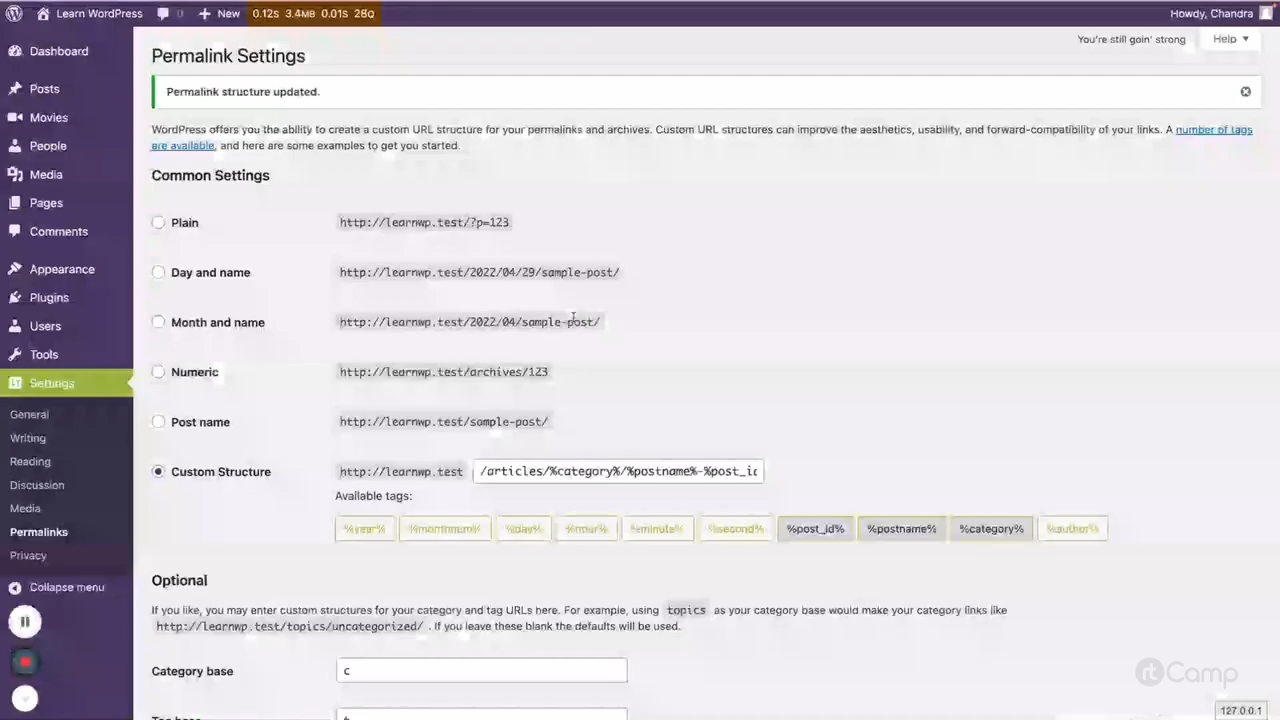 Learn WordPress 0 New 0.12s 3.4MB 0.01s 28Q Howdy, Chandra
Dashboard
Posts
Movies
People
Media
Pages
Comments
Appearance
Plugins
Users
Tools
Settings
General
Writing
Reading
Discussion
Media
Permalinks
Privacy
Collapse menu
You're still goin' strong Help
Permalink Settings
Permalink structure updated.
WordPress offers you the ability to create a custom URL structure for your permalinks and archives. Custom URL structures can improve the aesthetics, usability, and forward-compatibility of your links. A number of tags
are available, and here are some examples to get you started.
Common Settings
Plain http://learnwp.test/?p=123
Day and name http://learnwp.test/2022/04/29/sample-post/
Month and name http://learnwp.test/2022/04/sample-post/
Numeric http://learnwp.test/archives/123
Post name http://learnwp.test/sample-post/
Custom Structure http://learnwp.test /articles/%category%/%postname%-%post_id
Available tags:
%year% %monthnum% %day% %hour% %minute% %second% %post_id% %postname% %category% %author%
Optional
If you like, you may enter custom structures for your category and tag URLs here. For example, using topics as your category base would make your category links like
http://learnwp.test/topics/uncategorized/ . If you leave these blank the defaults will be used.
Category base c
rtCamp
127.0.0.1